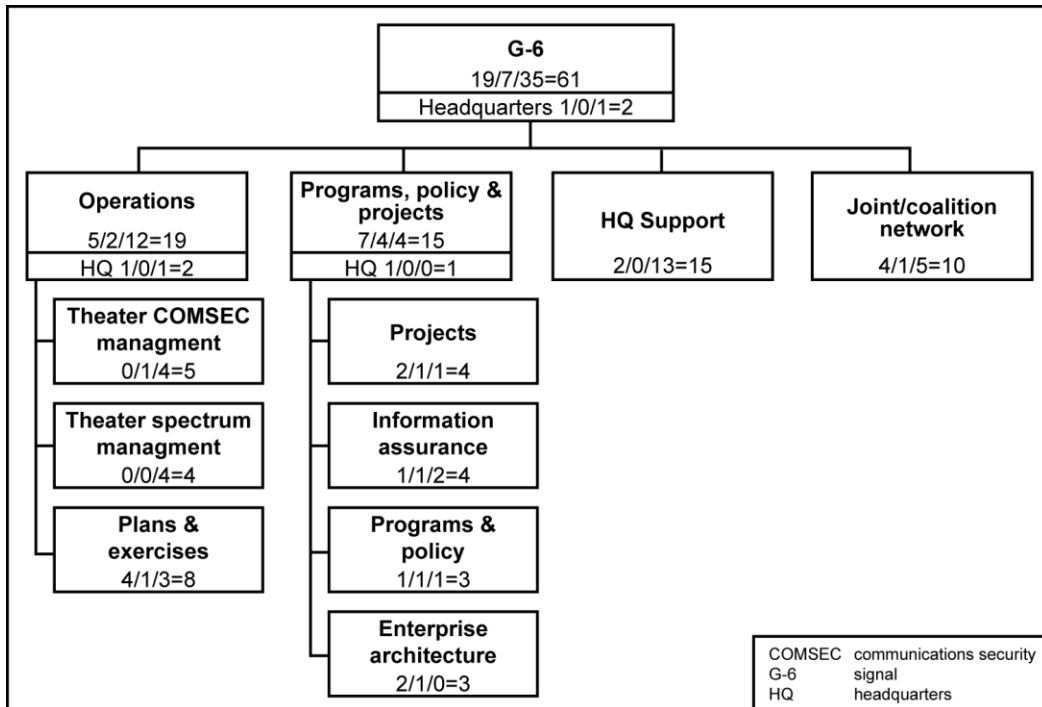 G-6
19/7/35=61
Headquarters 1/0/1=2
Operations
5/2/12=19
HQ 1/0/1=2
Theater COMSEC
managment
0/1/4=5
Theater spectrum
managment
0/0/4=4
Plans &
exercises
4/1/3=8
Programs, policy &
projects
7/4/4=15
HQ 1/0/0=1
Projects
2/1/1=4
Information
assurance
1/1/2=4
Programs &
policy
1/1/1=3
Enterprise
architecture
2/1/0=3
HQ Support
2/0/13=15
Joint/coalition
network
4/1/5=10
COMSEC communications security
G-6 signal
HQ headquarters